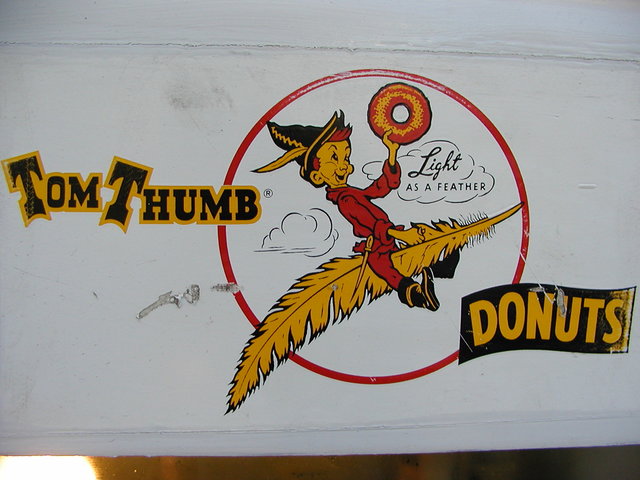 TOM THUMB®
Light
AS A FEATHER
DONUTS